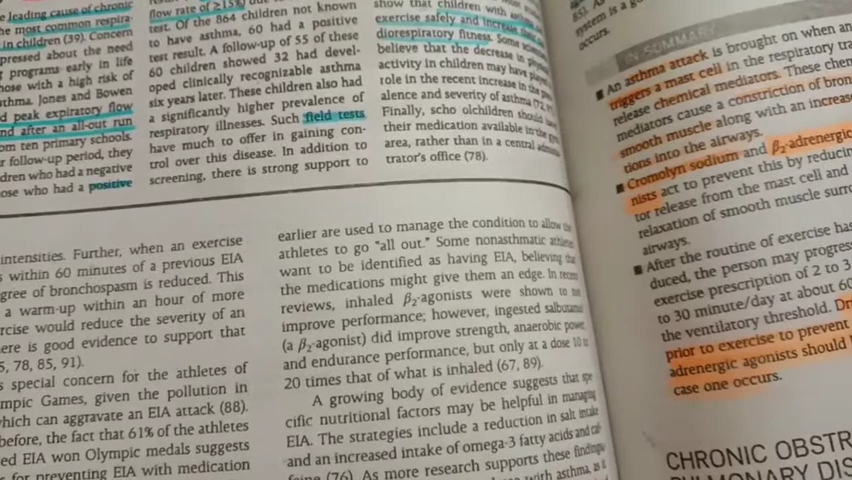 e leading cause of chronic
e most common respira-
in children (39). Concern
pressed about the need
programs early in life
hose with a high of risk
thma. Jones and Bowen
d peak expiratory flow
nd after an all-out run
om ten primary schools.
r follow-up period, they
dren who had a negative
ose who had a positive
flow rate of ≥15%)
test. Of the 864 children not known
to have asthma, 60 had a positive
test result. A follow-up of 55 of these
60 children showed 32 had devel-
oped clinically recognizable asthma
six years later. These children also had
a significantly higher prevalence of
respiratory illnesses. Such field tests
have much to offer in gaining con-
trol over this disease. In addition to
screening, there is strong support to
show that children with
exercise safely and increase their
diorespiratory fitness. Some
believe that the decrease in
activity in children may have
role in the recent increase in the
alence and severity of asthma (72,
Finally, scho olchildren should
their medication available in the
area, rather than in a central
trator's office (78).
intensities. Further, when an exercise
s within 60 minutes of a previous EIA
egree of bronchospasm is reduced. This
a warm-up within an hour of more
rcise would reduce the severity of an
ere is good evidence to support that
5, 78, 85, 91).
s special concern for the athletes of
mpic Games, given the pollution in
which can aggravate an EIA attack (88).
before, the fact that 61% of the athletes
ed EIA won Olympic medals suggests
s for preventing EIA with medication
earlier are used to manage the condition to allow the
athletes to go "all out." Some nonasthmatic athletes
want to be identified as having EIA, believing that
the medications might give them an edge. In recent
reviews, inhaled β₂-agonists were shown to not
improve performance; however, ingested salbutamol
(a β₂-agonist) did improve strength, anaerobic power,
and endurance performance, but only at a dose 10 to
20 times that of what is inhaled (67, 89).
A growing body of evidence suggests that spe
cific nutritional factors may be helpful in managing
EIA. The strategies include a reduction in salt intake
and an increased intake of omega-3 fatty acids and caf-
feine (76). As more research supports these findings
with asthma, as it
85). As
system is a g
occurs.
IN SUMMARY
■ An asthma attack is brought on when an
triggers a mast cell in the respiratory tra
release chemical mediators. These chem
mediators cause a constriction of bron
smooth muscle along with an increase
tions into the airways.
■ Cromolyn sodium and β₂-adrenergic
nists act to prevent this by reducing
tor release from the mast cell and
relaxation of smooth muscle surro
airways.
■ After the routine of exercise has
duced, the person may progress
exercise prescription of 2 to 3
to 30 minute/day at about 60
the ventilatory threshold. Dr
prior to exercise to prevent
adrenergic agonists should b
case one occurs.
CHRONIC OBSTR
PULMONARY DIS